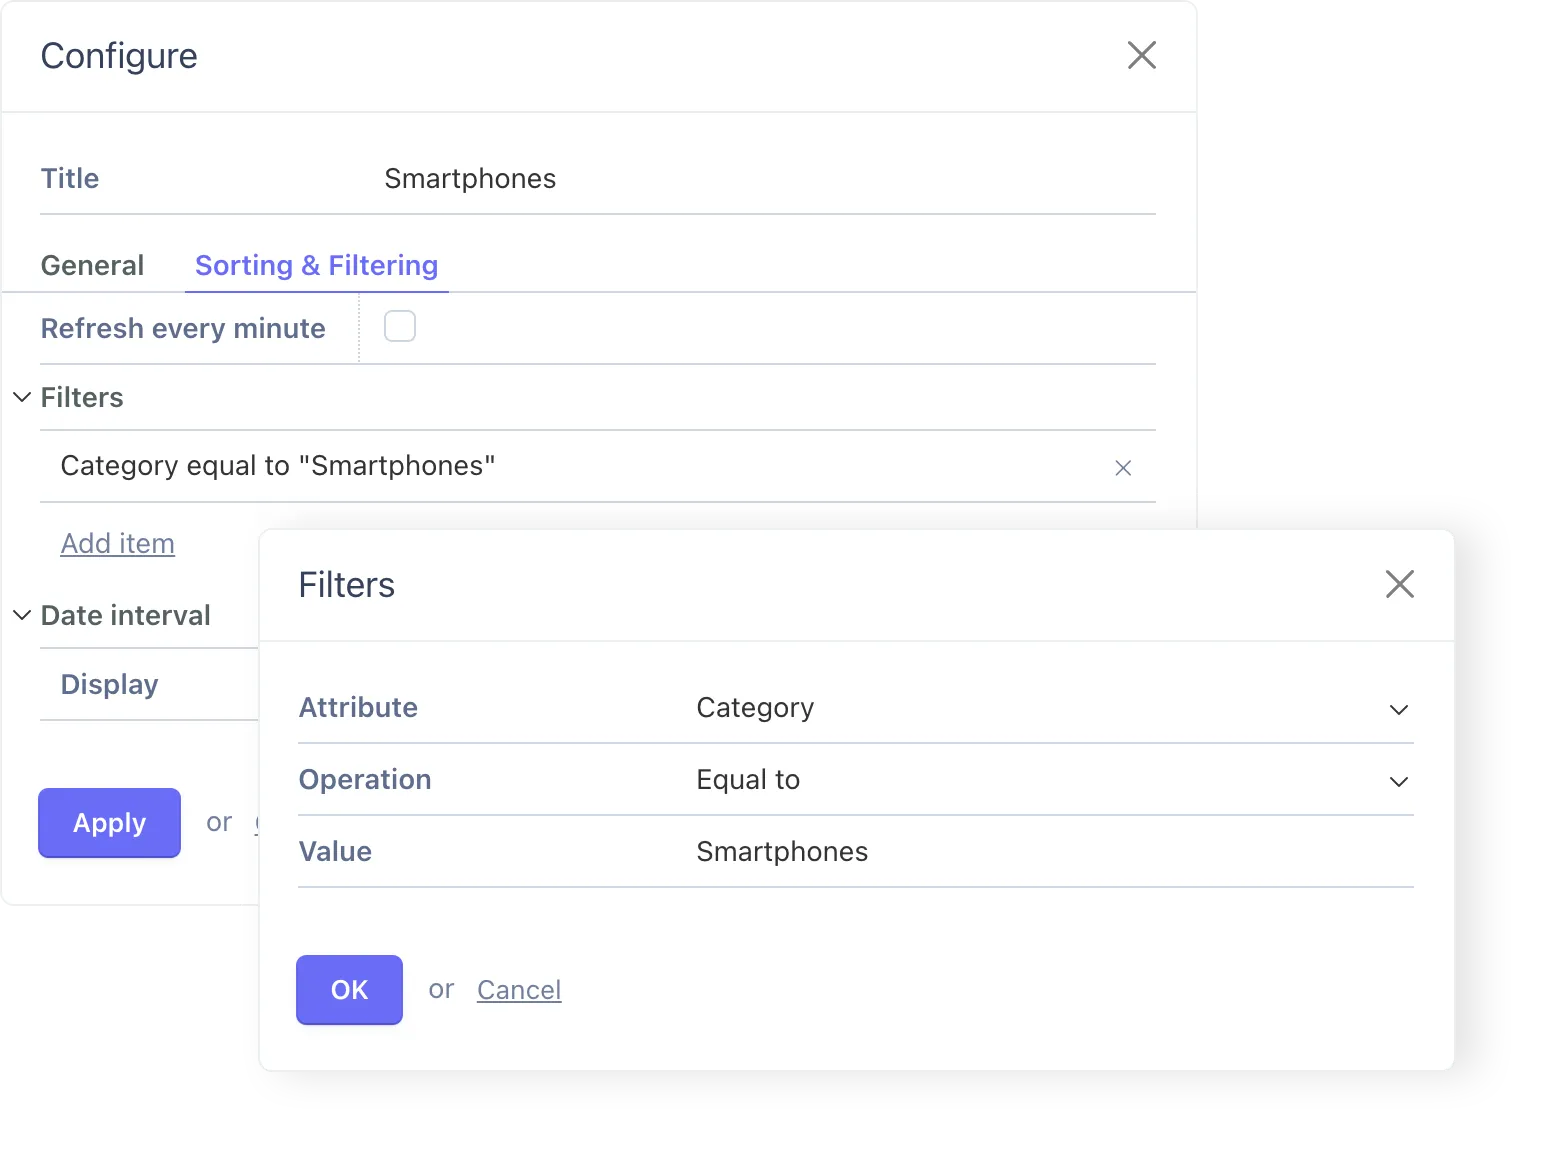 Configure
Title Smartphones
General Sorting & Filtering
Refresh every minute
Filters
Category equal to "Smartphones"
Add item
Date interval
Display
Apply or
Filters
Attribute Category
Operation Equal to
Value Smartphones
OK or Cancel